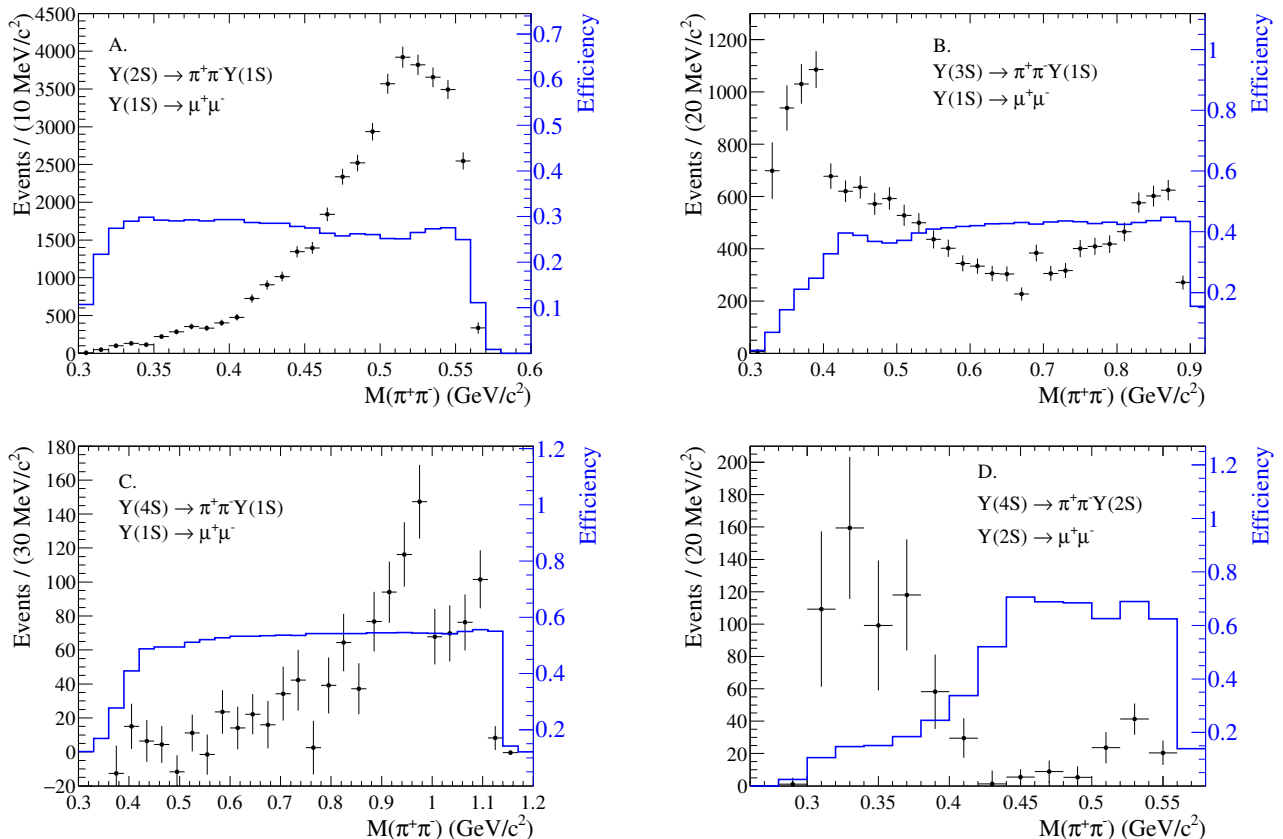 A.
Υ(2S) → π⁺π⁻Υ(1S)
Υ(1S) → μ⁺μ⁻
Events / (10 MeV/c²)
4500
4000
3500
3000
2500
2000
1500
1000
500
0
0.3 0.35 0.4 0.45 0.5 0.55 0.6
M(π⁺π⁻) (GeV/c²)
Efficiency
0.7
0.6
0.5
0.4
0.3
0.2
0.1
B.
Υ(3S) → π⁺π⁻Υ(1S)
Υ(1S) → μ⁺μ⁻
Events / (20 MeV/c²)
1200
1000
800
600
400
200
0
0.3 0.4 0.5 0.6 0.7 0.8 0.9
M(π⁺π⁻) (GeV/c²)
Efficiency
1
0.8
0.6
0.4
0.2
C.
Υ(4S) → π⁺π⁻Υ(1S)
Υ(1S) → μ⁺μ⁻
Events / (30 MeV/c²)
180
160
140
120
100
80
60
40
20
0
−20
0.3 0.4 0.5 0.6 0.7 0.8 0.9 1 1.1 1.2
M(π⁺π⁻) (GeV/c²)
Efficiency
1.2
1
0.8
0.6
0.4
0.2
D.
Υ(4S) → π⁺π⁻Υ(2S)
Υ(2S) → μ⁺μ⁻
Events / (20 MeV/c²)
200
180
160
140
120
100
80
60
40
20
0
0.3 0.35 0.4 0.45 0.5 0.55
M(π⁺π⁻) (GeV/c²)
Efficiency
1.2
1
0.8
0.6
0.4
0.2